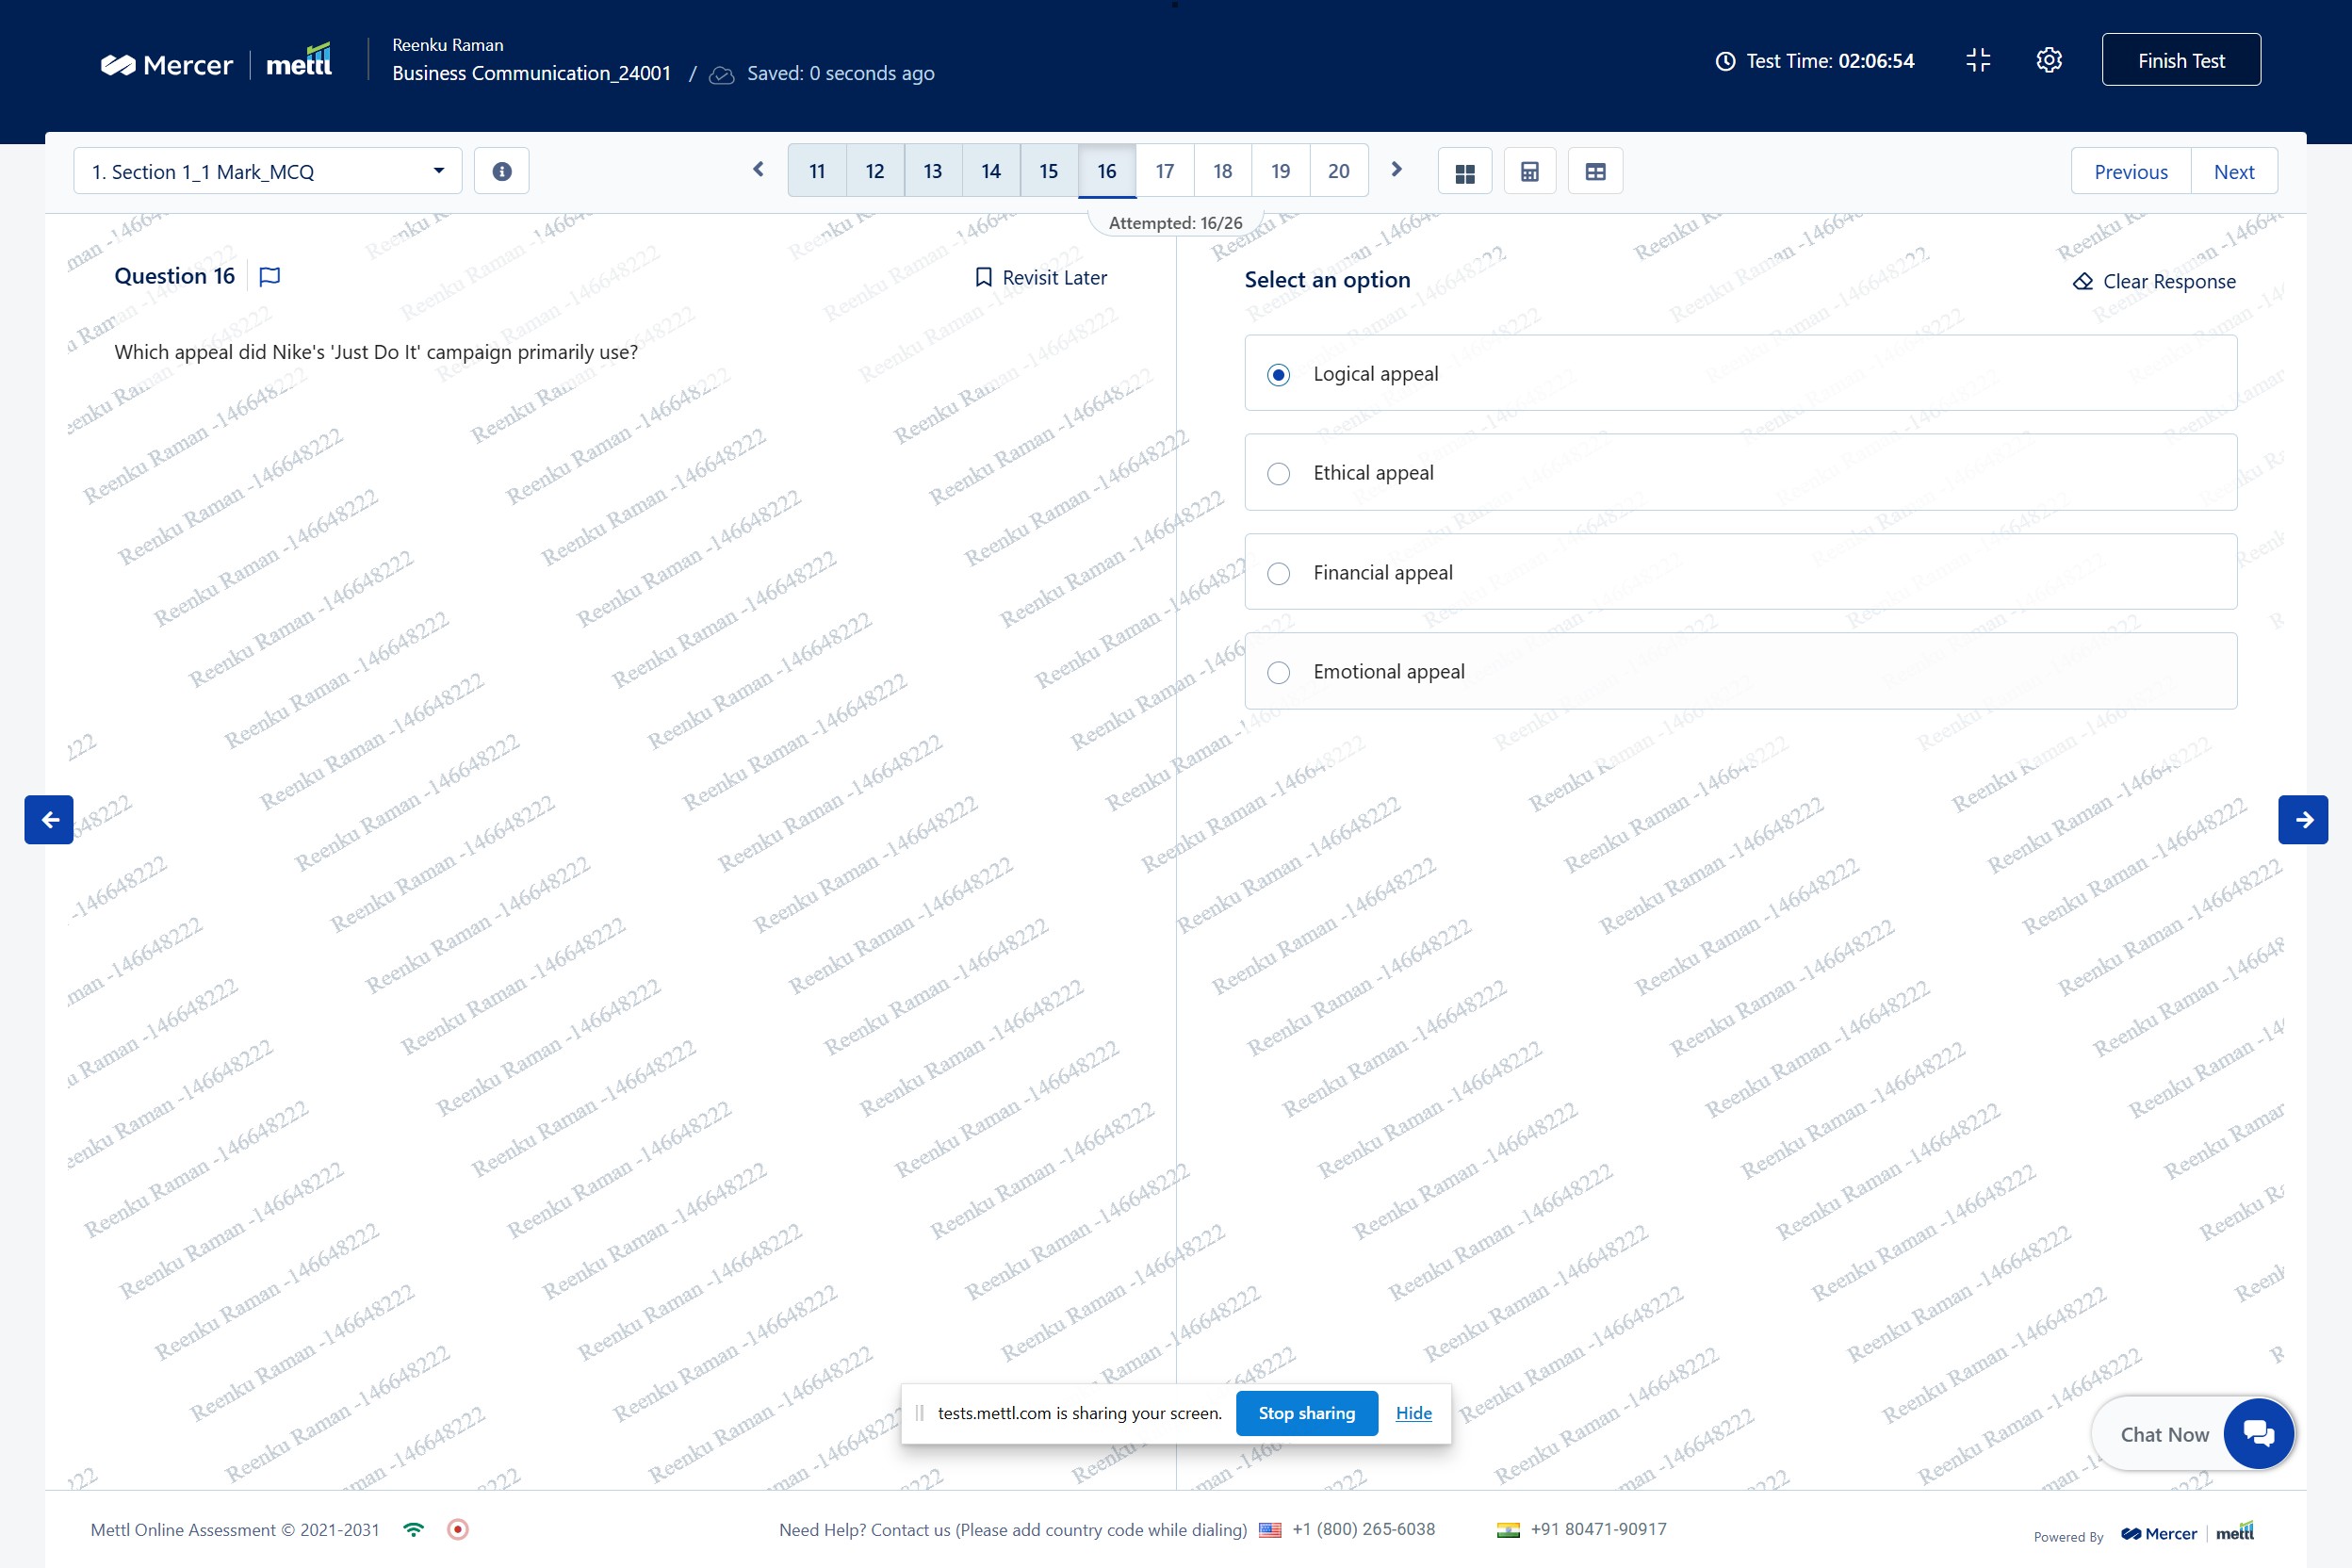 Mercer | mettl
Reenku Raman
Business Communication_24001 / Saved: 0 seconds ago
Test Time: 02:06:54
Finish Test
1. Section 1_1 Mark_MCQ
11 12 13 14 15 16 17 18 19 20
Previous Next
Attempted: 16/26
Question 16
Revisit Later
Which appeal did Nike's 'Just Do It' campaign primarily use?
Select an option
Clear Response
Logical appeal
Ethical appeal
Financial appeal
Emotional appeal
Reenku Raman -146648222
tests.mettl.com is sharing your screen. Stop sharing Hide
Chat Now
Mettl Online Assessment © 2021-2031
Need Help? Contact us (Please add country code while dialing) +1 (800) 265-6038 +91 80471-90917
Powered By Mercer | mettl